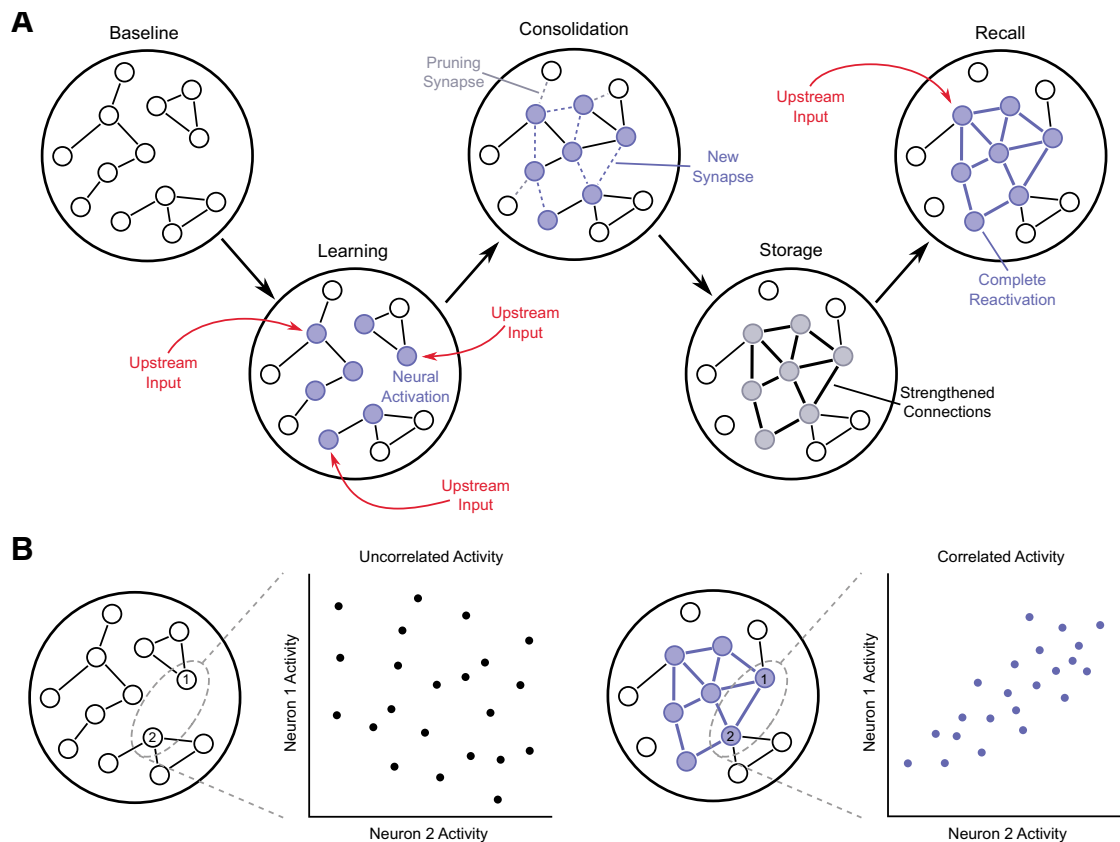 A
Baseline
Consolidation
Recall
Pruning
Synapse
Upstream
Input
New
Synapse
Learning
Storage
Complete
Reactivation
Upstream
Input
Upstream
Input
Neural
Activation
Strengthened
Connections
Upstream
Input
B
Uncorrelated Activity
Correlated Activity
Neuron 1 Activity
1
2
Neuron 2 Activity
Neuron 1 Activity
1
2
Neuron 2 Activity